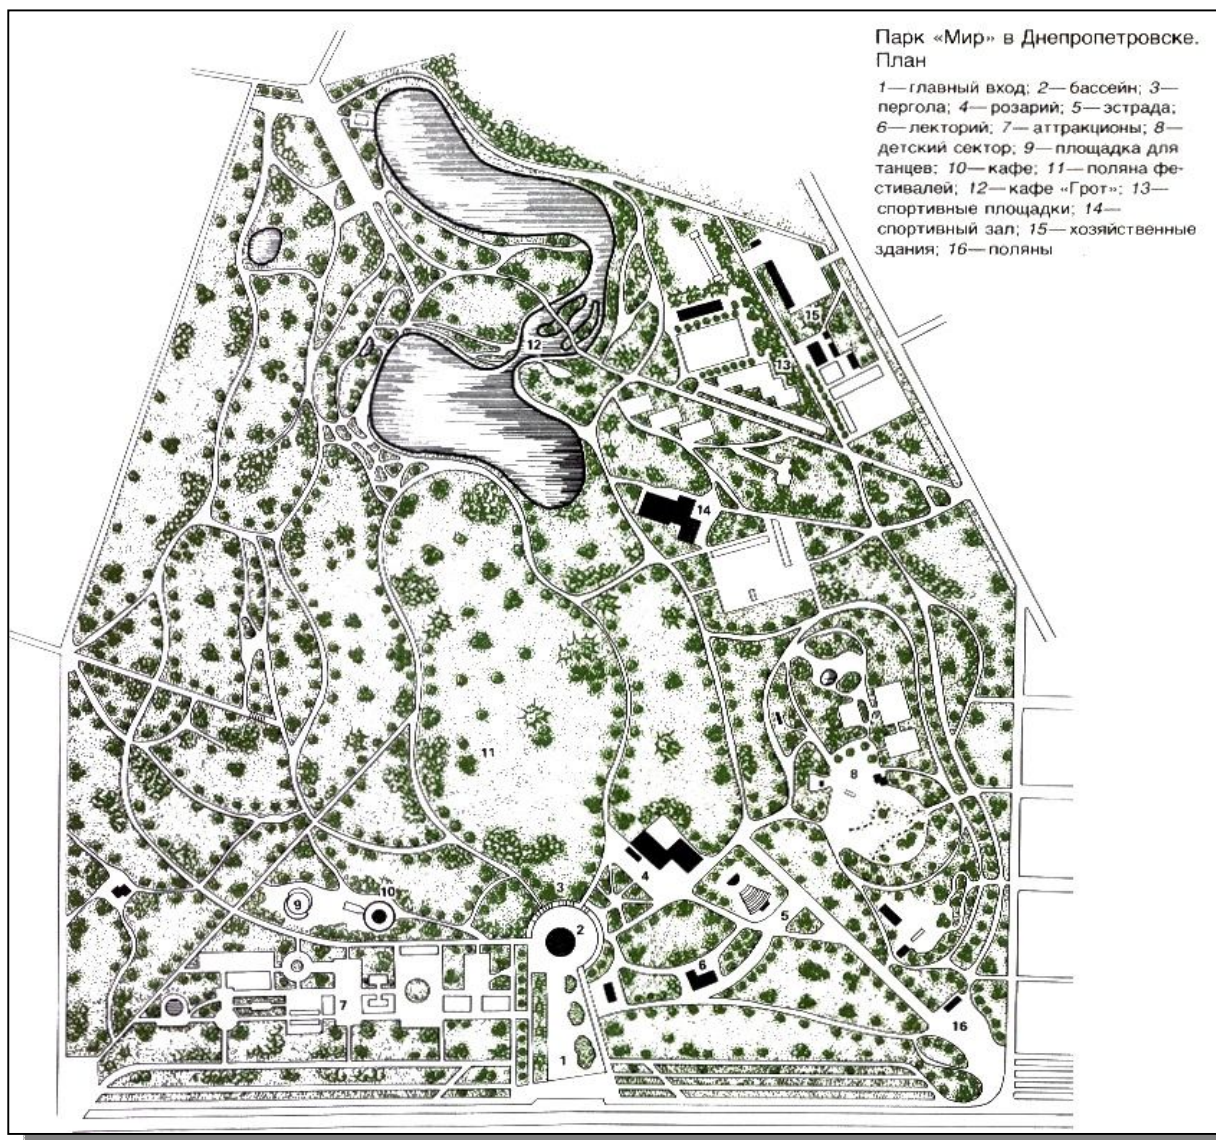 Парк «Мир» в Днепропетровске.
План
1—главный вход; 2—бассейн; 3—
пергола; 4—розарий; 5—эстрада;
6—лекторий; 7—аттракционы; 8—
детский сектор; 9—площадка для
танцев; 10—кафе; 11—поляна фе-
стивалей; 12—кафе «Грот»; 13—
спортивные площадки; 14—
спортивный зал; 15—хозяйственные
здания; 16—поляны
15
12
13
14
11
8
4
3
10
9
5
2
6
7
16
1